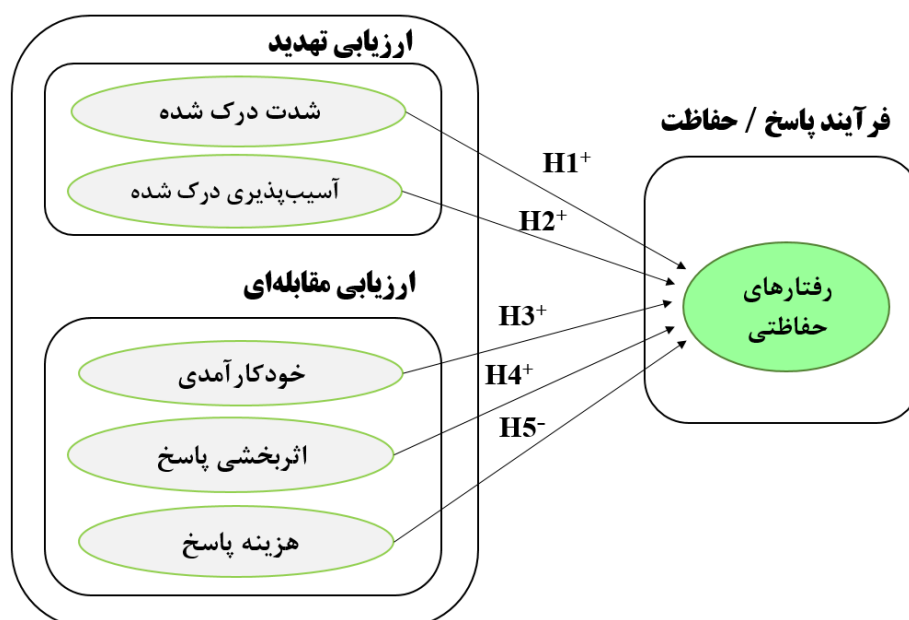 ارزیابی تهدید
شدت درک شده
آسیب‌پذیری درک شده
ارزیابی مقابله‌ای
خودکارآمدی
اثربخشی پاسخ
هزینه پاسخ
H1+
H2+
H3+
H4+
H5-
فرآیند پاسخ / حفاظت
رفتارهای
حفاظتی